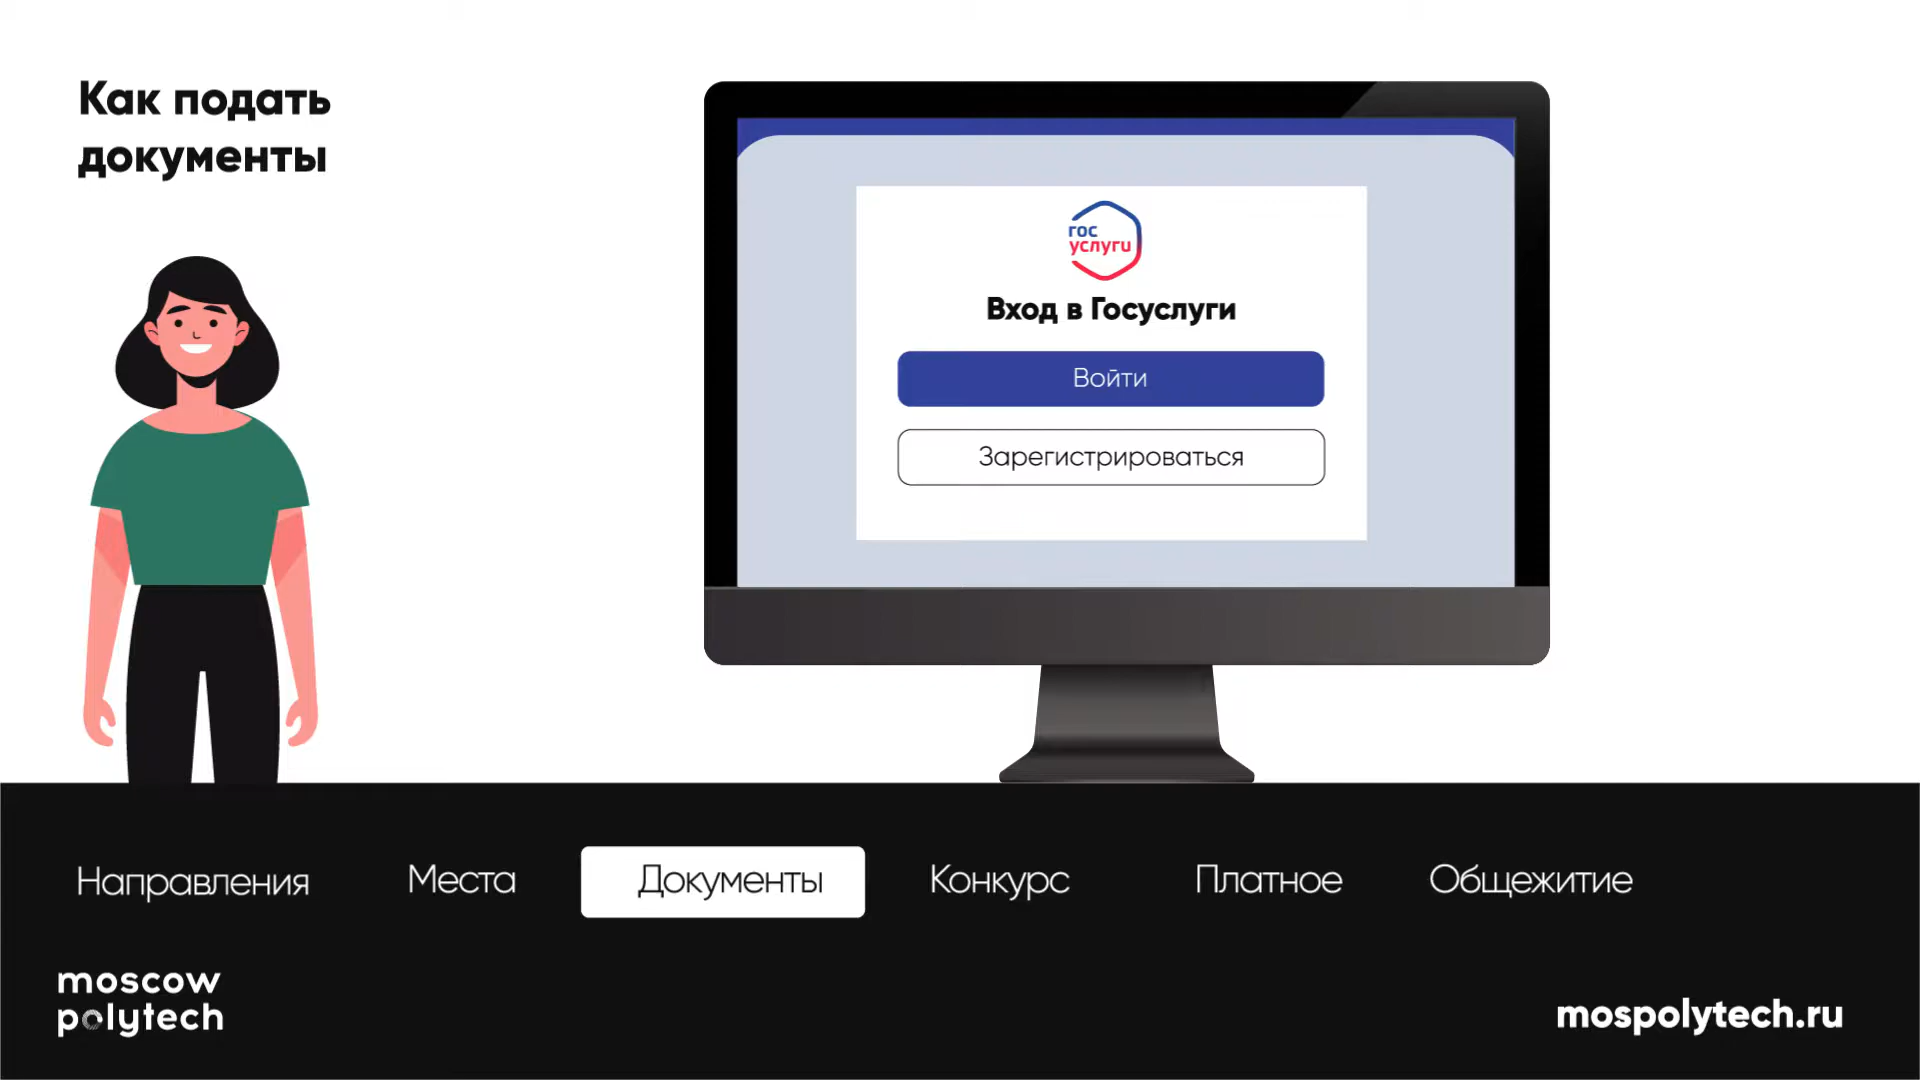 Как подать
документы
гос
услуги
Вход в Госуслуги
Войти
Зарегистрироваться
Направления
Места
Документы
Конкурс
Платное
Общежитие
moscow
polytech
mospolytech.ru